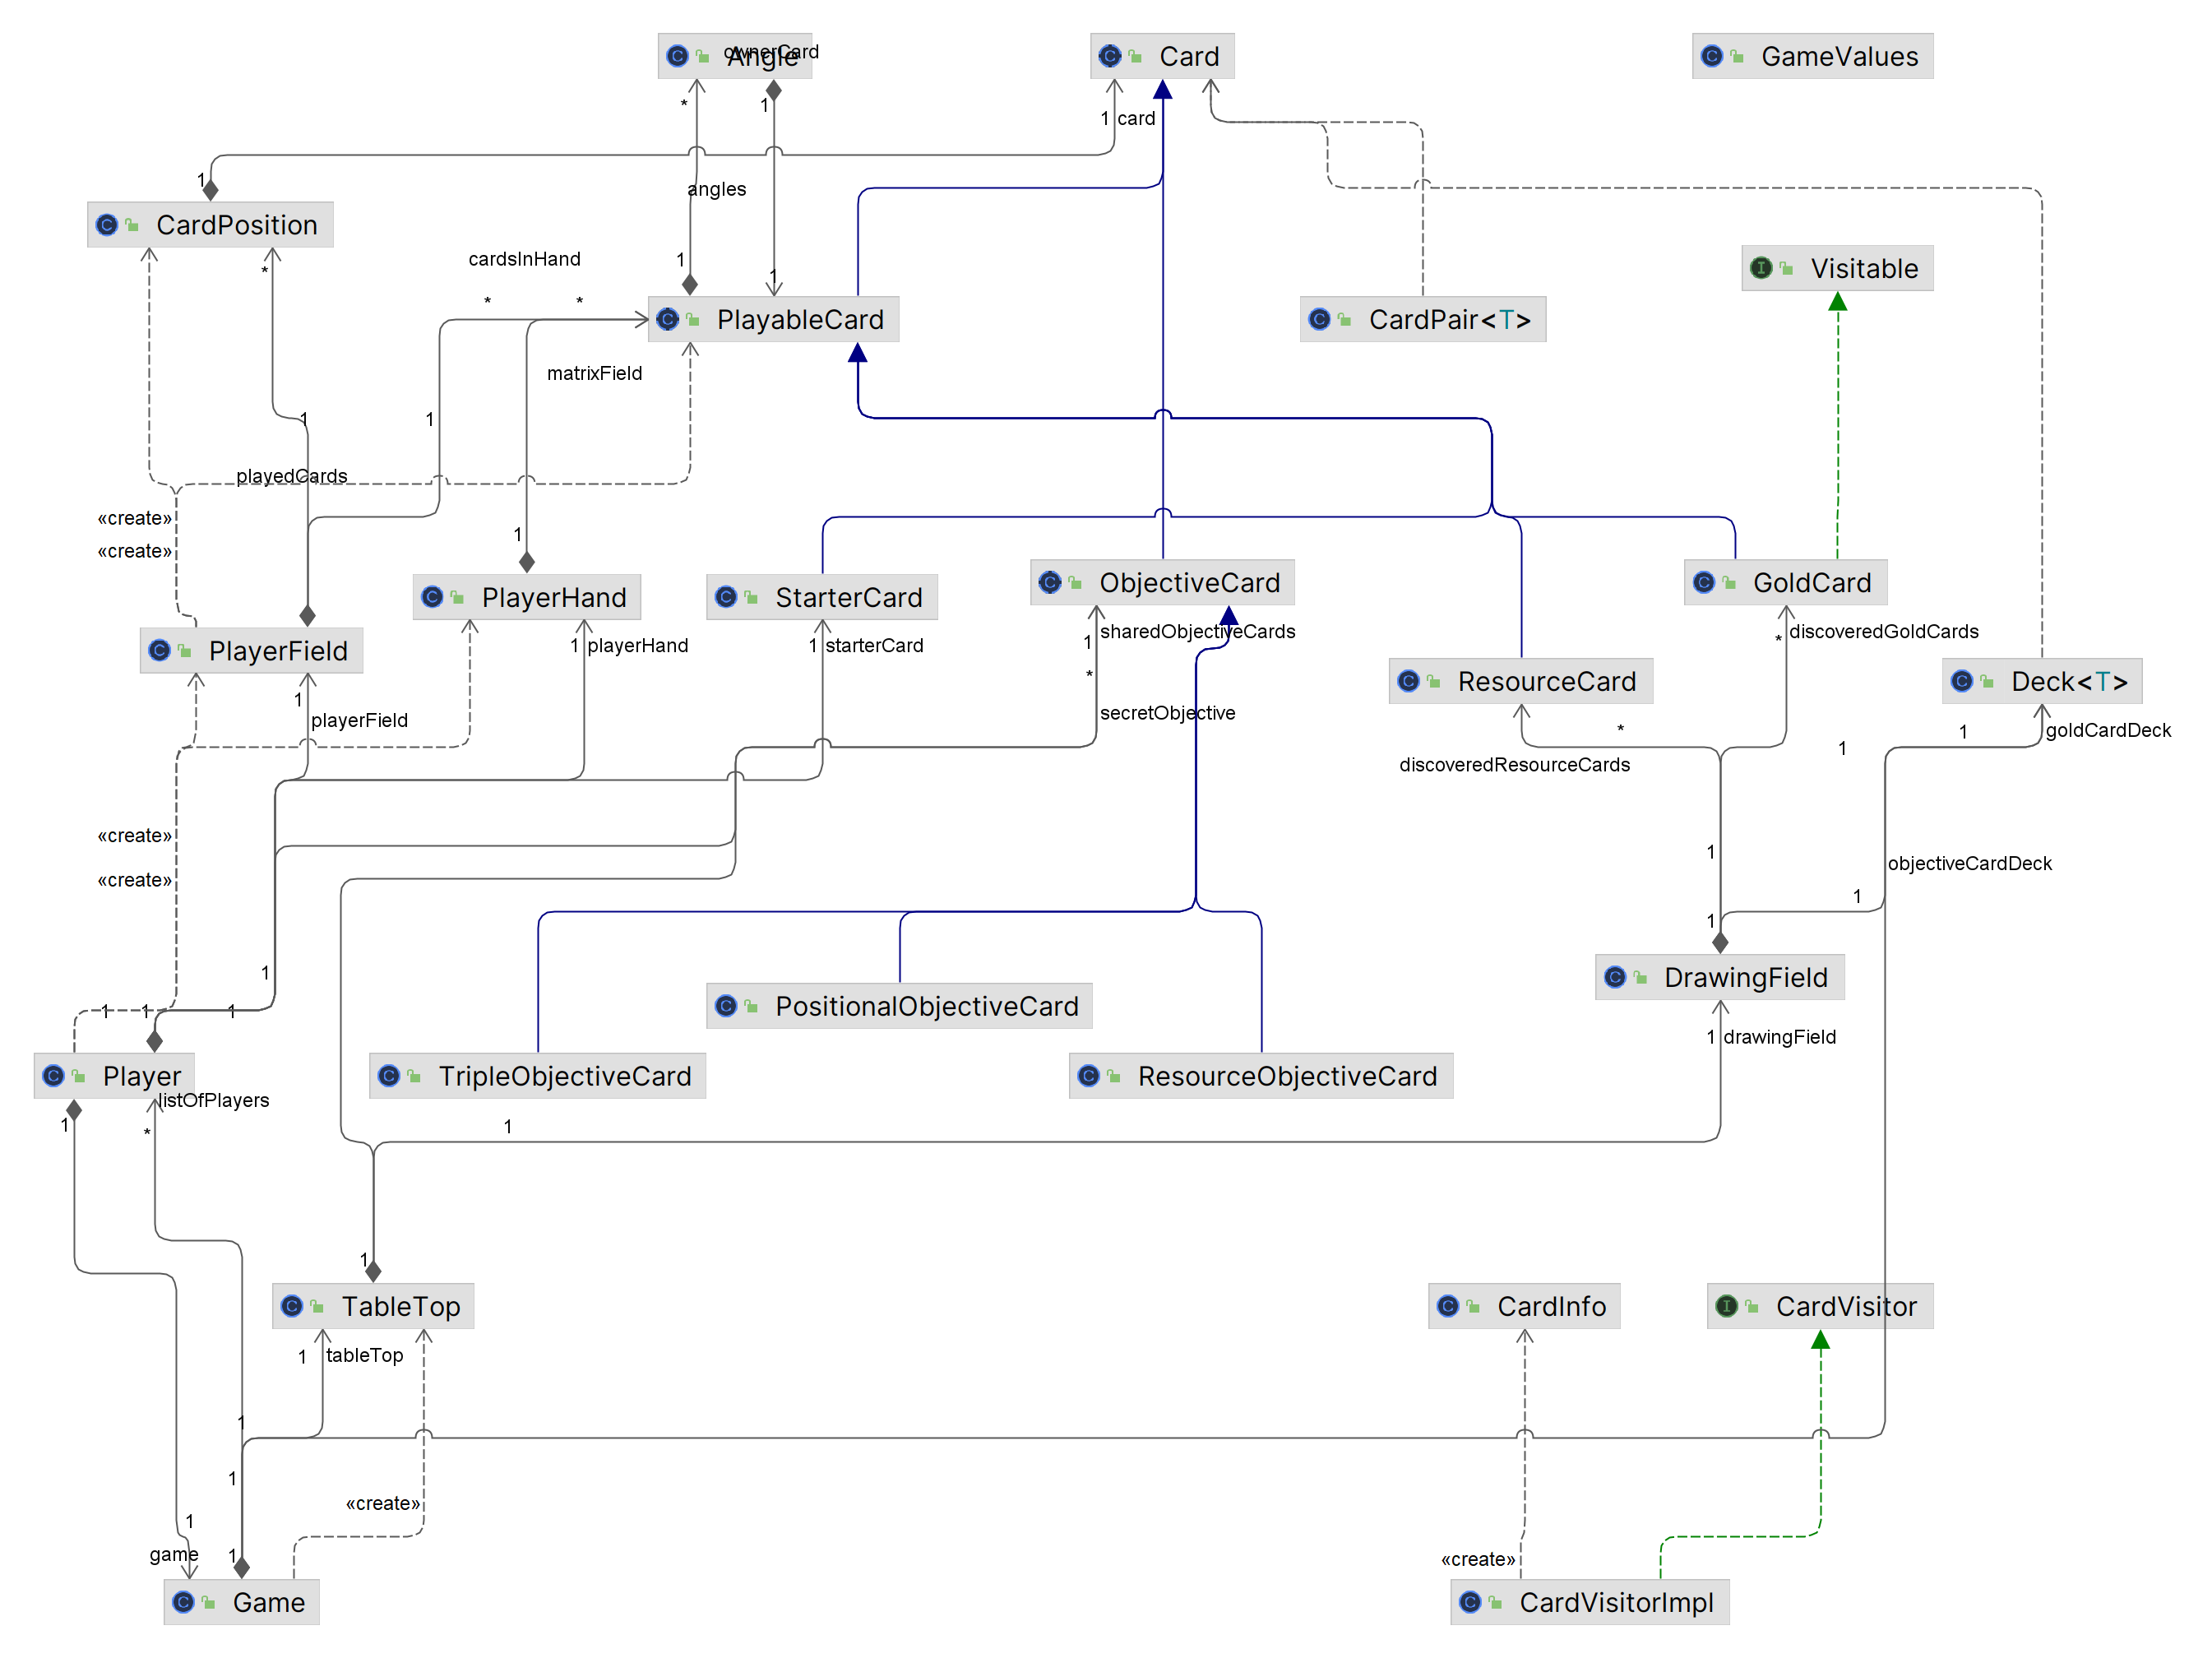 ownerCard
Angle
Card
GameValues
*
1
1 card
1
angles
CardPosition
cardsInHand
*
1
1
Visitable
*
*
PlayableCard
CardPair<T>
matrixField
1
1
playedCards
«create»
1
«create»
PlayerHand
StarterCard
ObjectiveCard
GoldCard
PlayerField
1 playerHand
1 starterCard
1 sharedObjectiveCards
* discoveredGoldCards
*
ResourceCard
Deck<T>
1
playerField
secretObjective
*
1
1
goldCardDeck
discoveredResourceCards
«create»
1
objectiveCardDeck
«create»
1
1
1
DrawingField
1
1
1
PositionalObjectiveCard
1 drawingField
Player
TripleObjectiveCard
ResourceObjectiveCard
listOfPlayers
1
*
1
1
TableTop
CardInfo
CardVisitor
1 tableTop
1
1
«create»
1
game
1
«create»
Game
CardVisitorImpl